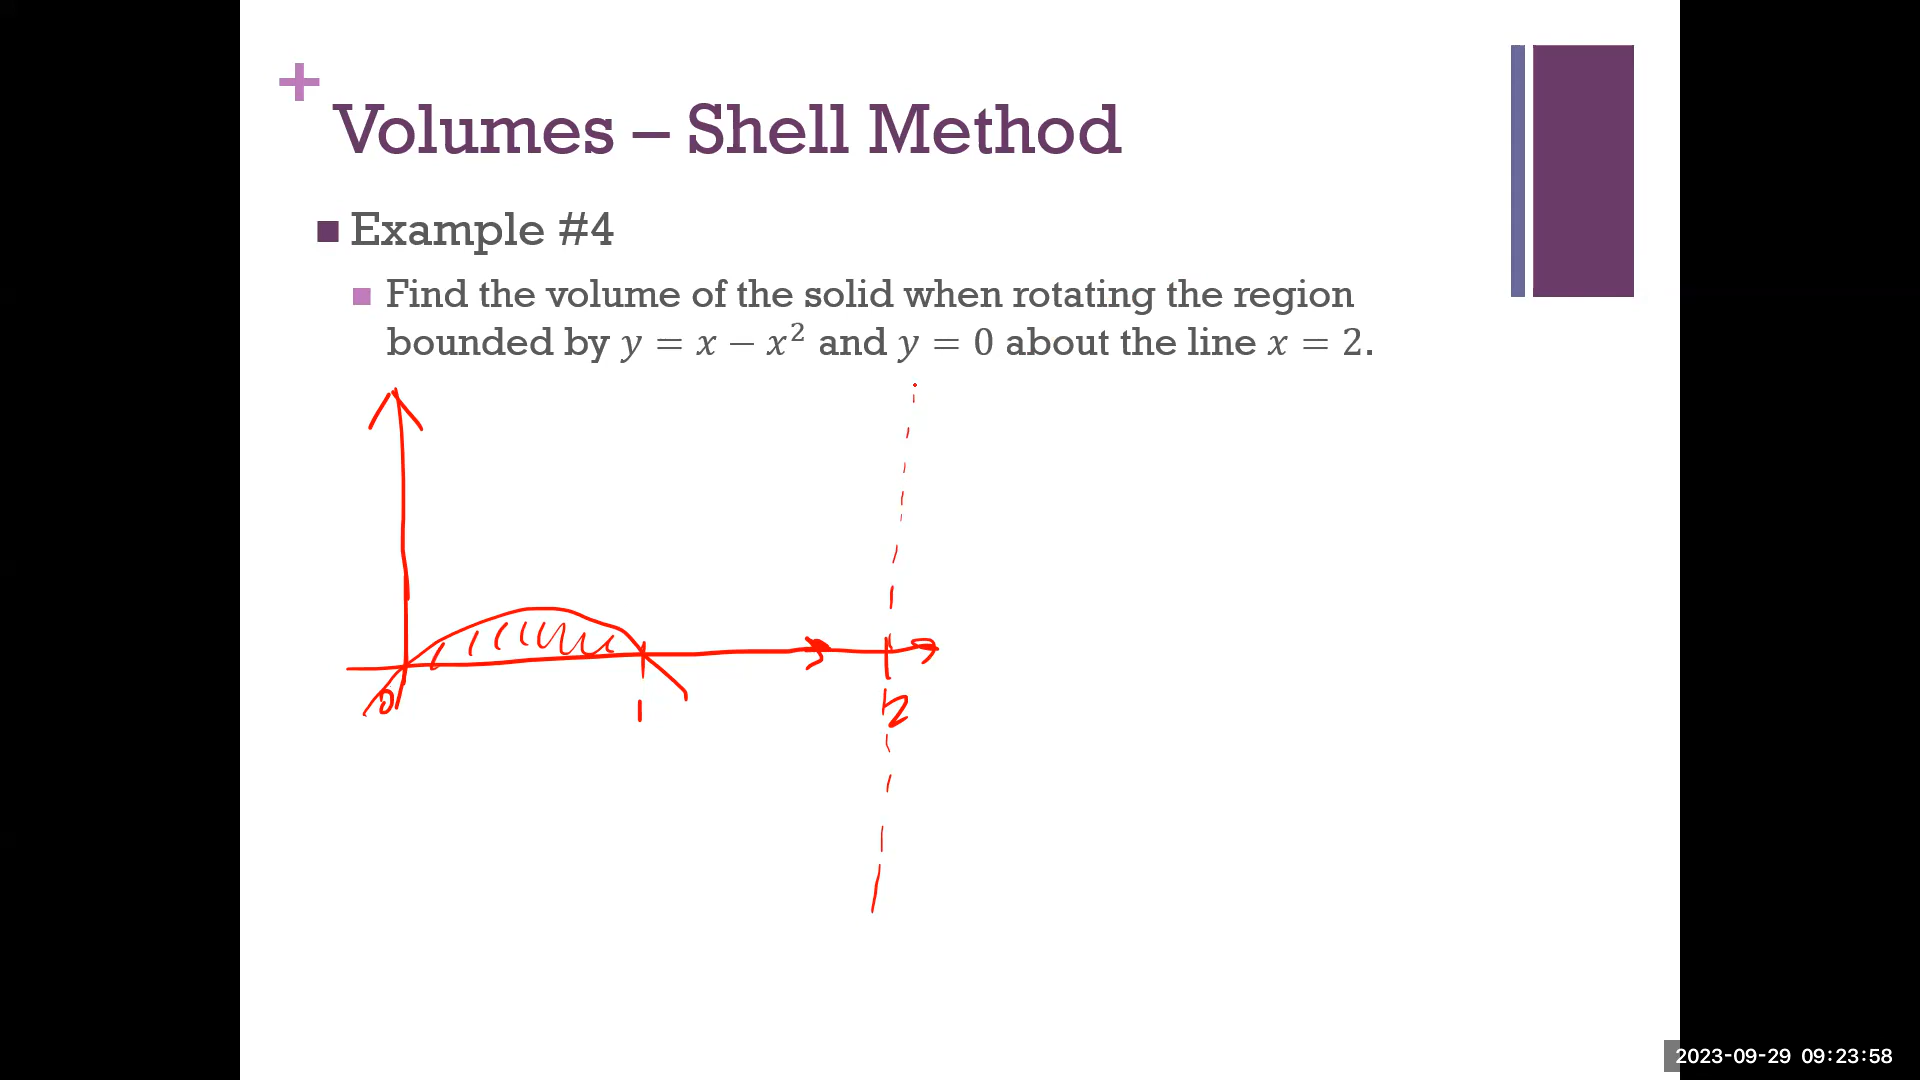 +
Volumes – Shell Method
Example #4
Find the volume of the solid when rotating the region
bounded by y = x − x² and y = 0 about the line x = 2.
0 1 2
2023-09-29 09:23:58